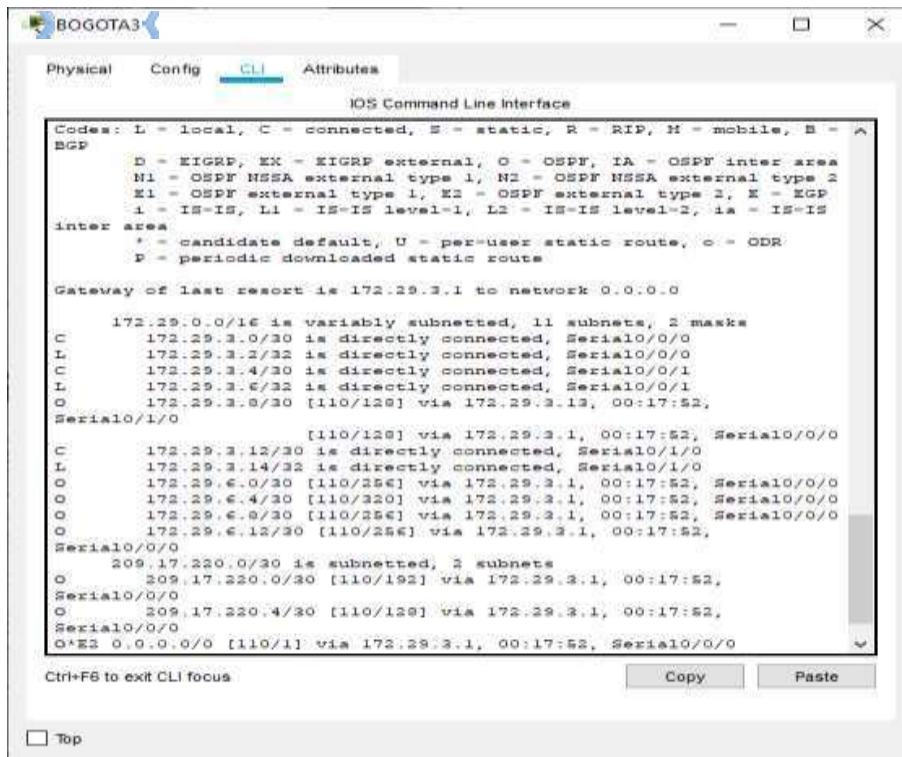 BOGOTA3
Physical Config CLI Attributes
IOS Command Line Interface
Codes: L - local, C - connected, S - static, R - RIP, M - mobile, B -
BGP
D - EIGRP, EX - EIGRP external, O - OSPF, IA - OSPF inter area
N1 - OSPF NSSA external type 1, N2 - OSPF NSSA external type 2
E1 - OSPF external type 1, E2 - OSPF external type 2, E - EGP
i - IS-IS, L1 - IS-IS level-1, L2 - IS-IS level-2, ia - IS-IS
inter area
* - candidate default, U - per-user static route, o - ODR
P - periodic downloaded static route
Gateway of last resort is 172.29.3.1 to network 0.0.0.0
172.29.0.0/16 is variably subnetted, 11 subnets, 2 masks
C 172.29.3.0/30 is directly connected, Serial0/0/0
L 172.29.3.2/32 is directly connected, Serial0/0/0
C 172.29.3.4/30 is directly connected, Serial0/0/1
L 172.29.3.6/32 is directly connected, Serial0/0/1
O 172.29.3.8/30 [110/128] via 172.29.3.13, 00:17:52,
Serial0/1/0
[110/128] via 172.29.3.1, 00:17:52, Serial0/0/0
C 172.29.3.12/30 is directly connected, Serial0/1/0
L 172.29.3.14/32 is directly connected, Serial0/1/0
O 172.29.6.0/30 [110/256] via 172.29.3.1, 00:17:52, Serial0/0/0
O 172.29.6.4/30 [110/320] via 172.29.3.1, 00:17:52, Serial0/0/0
O 172.29.6.8/30 [110/256] via 172.29.3.1, 00:17:52, Serial0/0/0
O 172.29.6.12/30 [110/256] via 172.29.3.1, 00:17:52,
Serial0/0/0
209.17.220.0/30 is subnetted, 2 subnets
O 209.17.220.0/30 [110/192] via 172.29.3.1, 00:17:52,
Serial0/0/0
O 209.17.220.4/30 [110/128] via 172.29.3.1, 00:17:52,
Serial0/0/0
O*E2 0.0.0.0/0 [110/1] via 172.29.3.1, 00:17:52, Serial0/0/0
Ctrl+F6 to exit CLI focus
Copy Paste
Top